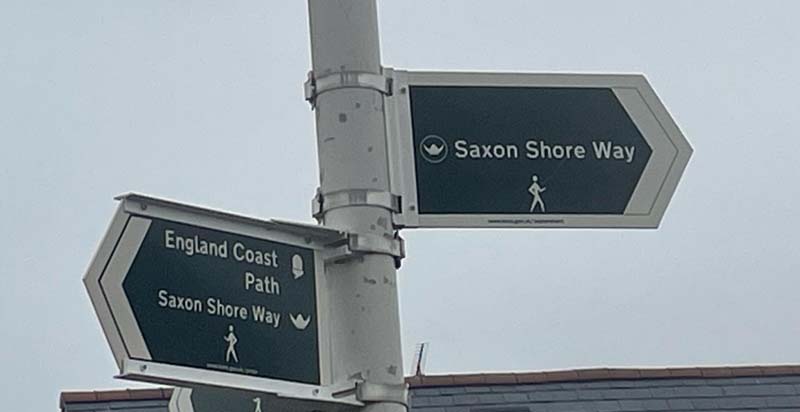 Saxon Shore Way
England Coast
Path
Saxon Shore Way